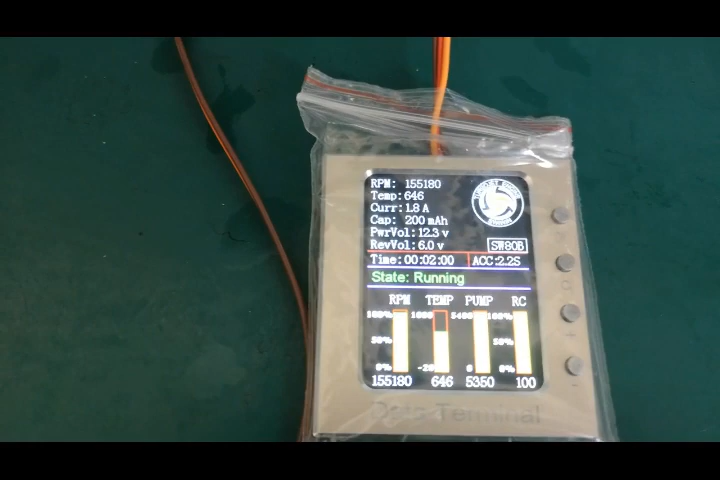 RPM: 155180
Temp:646
Curr:1.8 A
Cap: 200 mAh
PwrVol:12.3 v
RevVol:6.0 v
SW80B
Time:00:02:00 ACC:2.2S
State: Running
RPM TEMP PUMP RC
100% 1000 5400 100%
50% 50%
0% -20 0 0%
155180 646 5350 100
Data Terminal